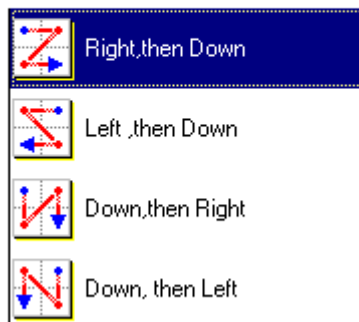 Right,then Down
Left ,then Down
Down,then Right
Down, then Left